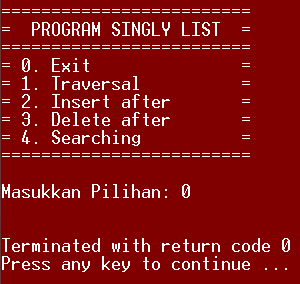 =========================
=  PROGRAM SINGLY LIST  =
=========================
= 0. Exit               =
= 1. Traversal          =
= 2. Insert after       =
= 3. Delete after       =
= 4. Searching          =
=========================
Masukkan Pilihan: 0
Terminated with return code 0
Press any key to continue ...